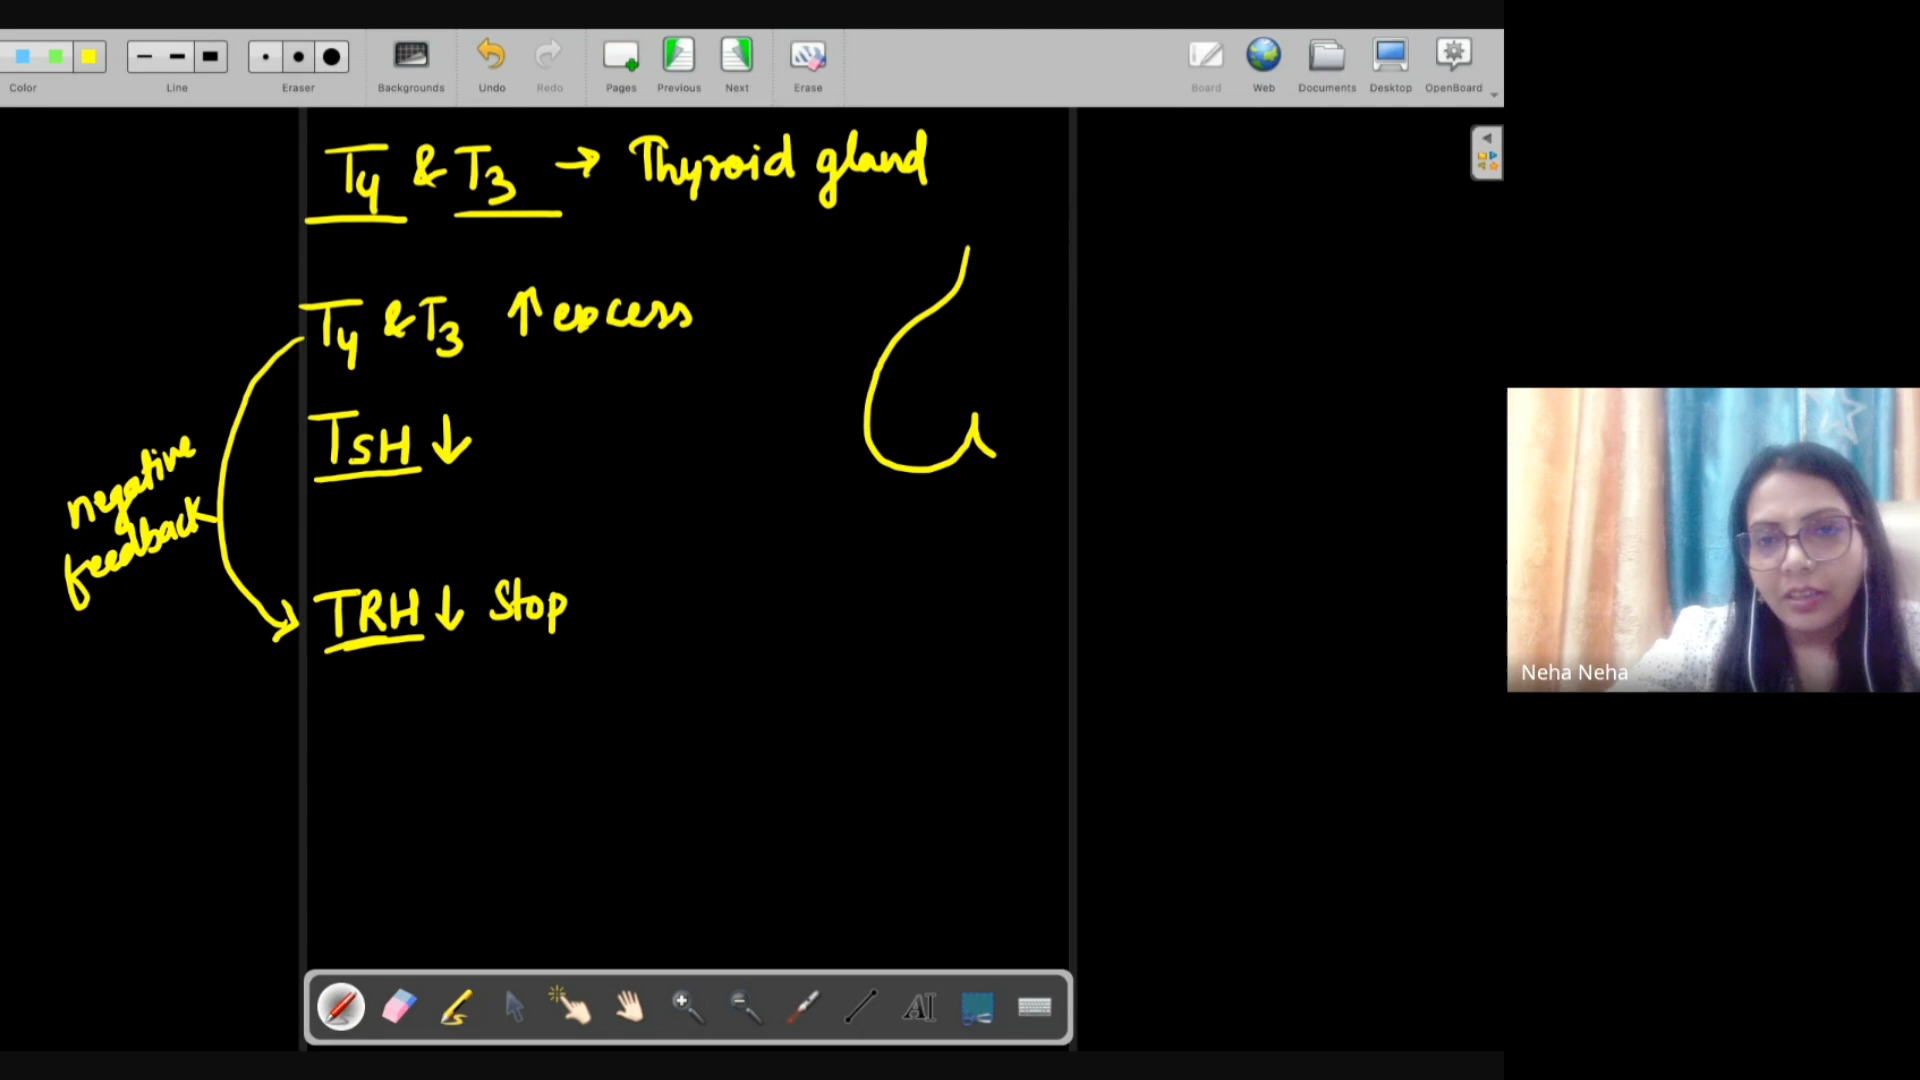 Color
Line
Eraser
Backgrounds
Undo
Redo
Pages
Previous
Next
Erase
Board
Web
Documents
Desktop
OpenBoard
T4 & T3 → Thyroid gland
T4 & T3 ↑ excess
TSH ↓
negative
feedback
TRH ↓ Stop
Neha Neha
AI